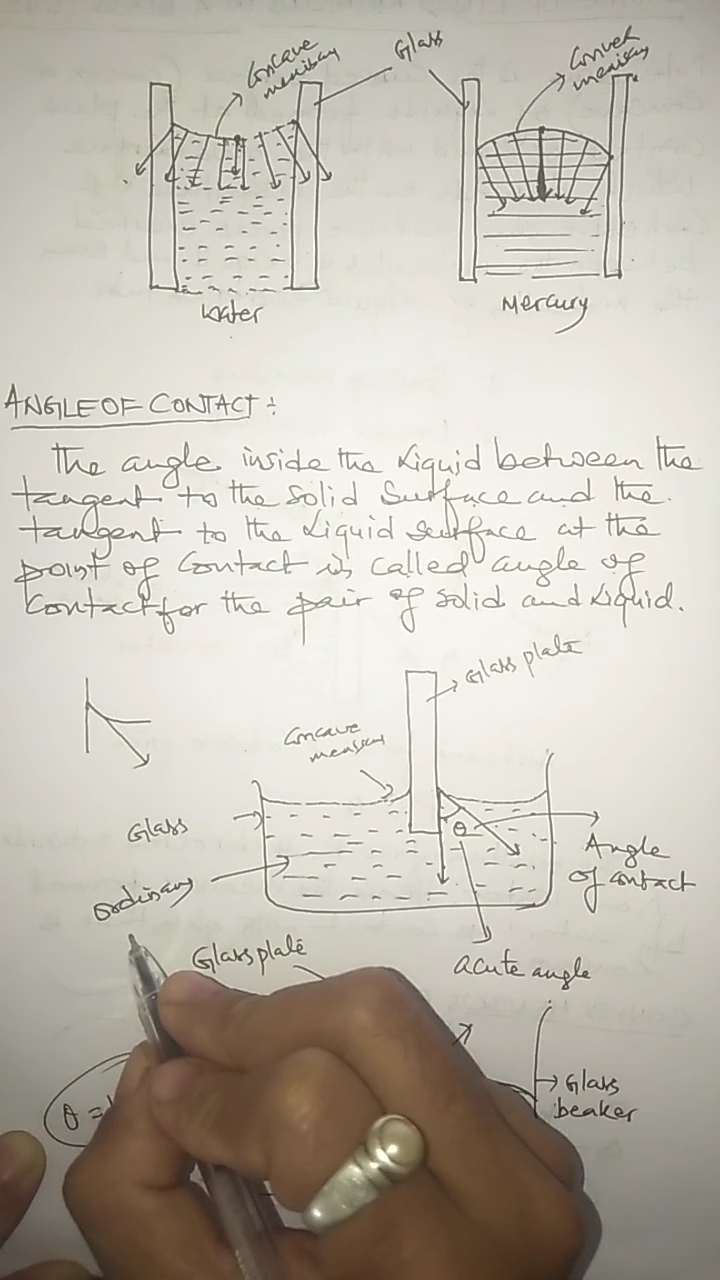 Concave
Glass
Convex
Water
Mercury
ANGLE OF CONTACT :
The angle inside the Liquid between the
tangent to the Solid Surface and the
tangent to the Liquid Surface at the
point of Contact is called angle of
Contact for the pair of solid and Liquid.
Glass plate
Concave
Glass
θ
Angle
of contact
Ordinary
Glass plate
acute angle
θ =
Glass
beaker